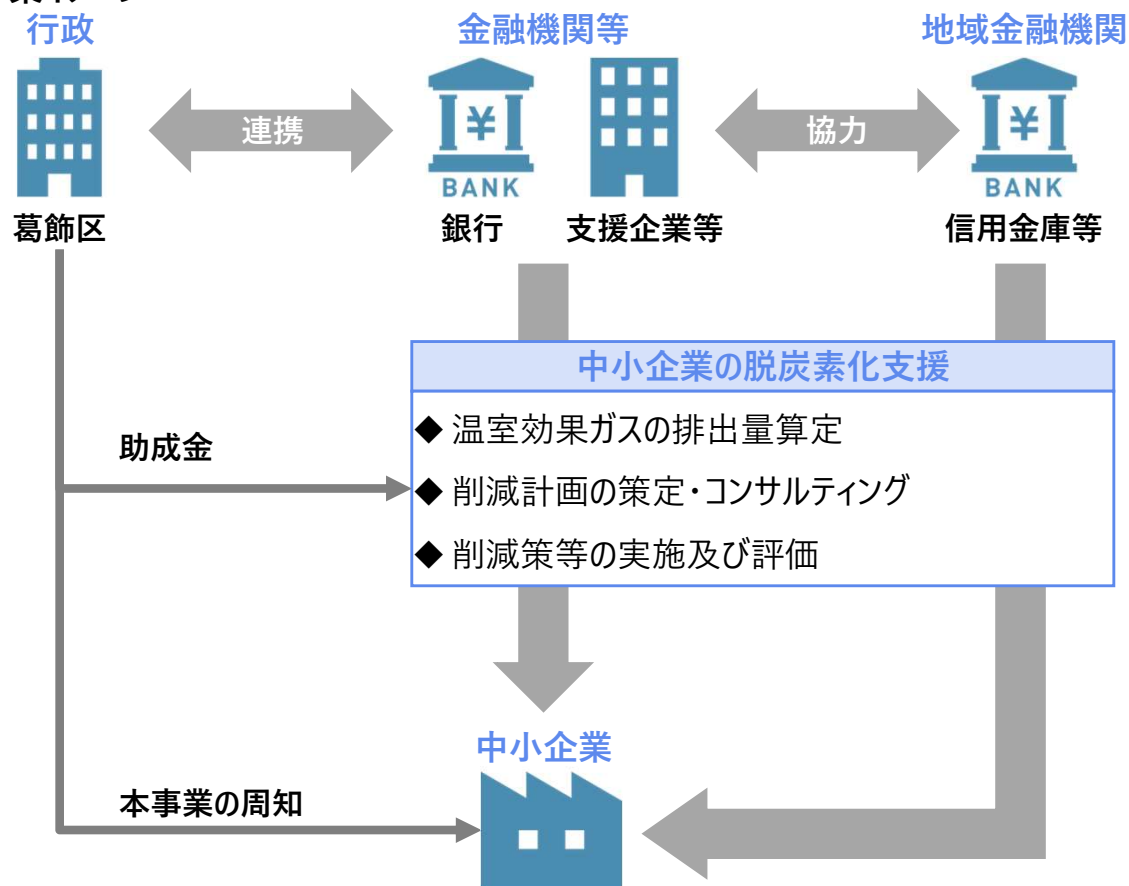 行政
金融機関等
地域金融機関
連携
協力
¥
BANK
¥
BANK
葛飾区
銀行
支援企業等
信用金庫等
中小企業の脱炭素化支援
◆ 温室効果ガスの排出量算定
助成金
◆ 削減計画の策定・コンサルティング
◆ 削減策等の実施及び評価
中小企業
本事業の周知